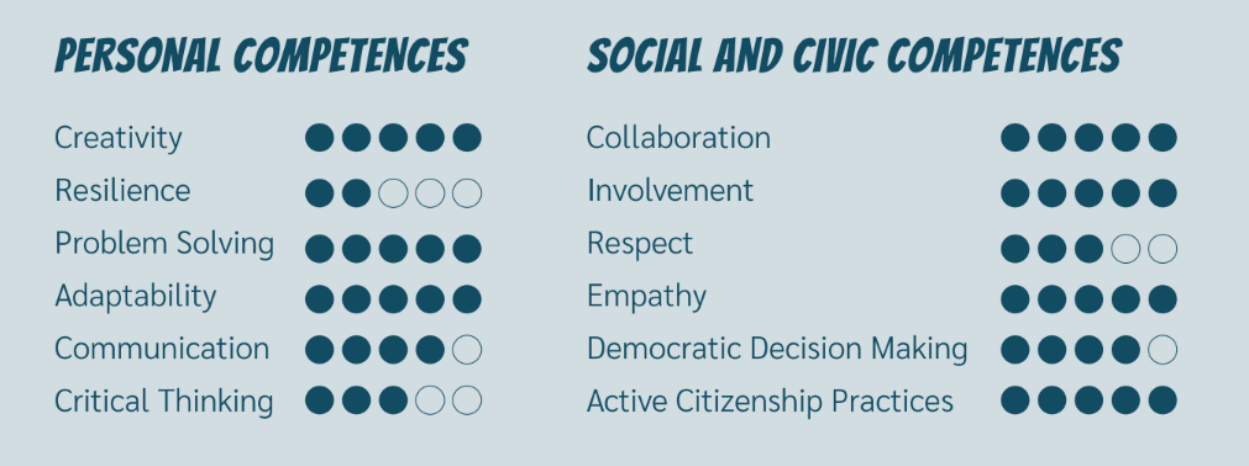 PERSONAL COMPETENCES
Creativity
Resilience
Problem Solving
Adaptability
Communication
Critical Thinking
SOCIAL AND CIVIC COMPETENCES
Collaboration
Involvement
Respect
Empathy
Democratic Decision Making
Active Citizenship Practices